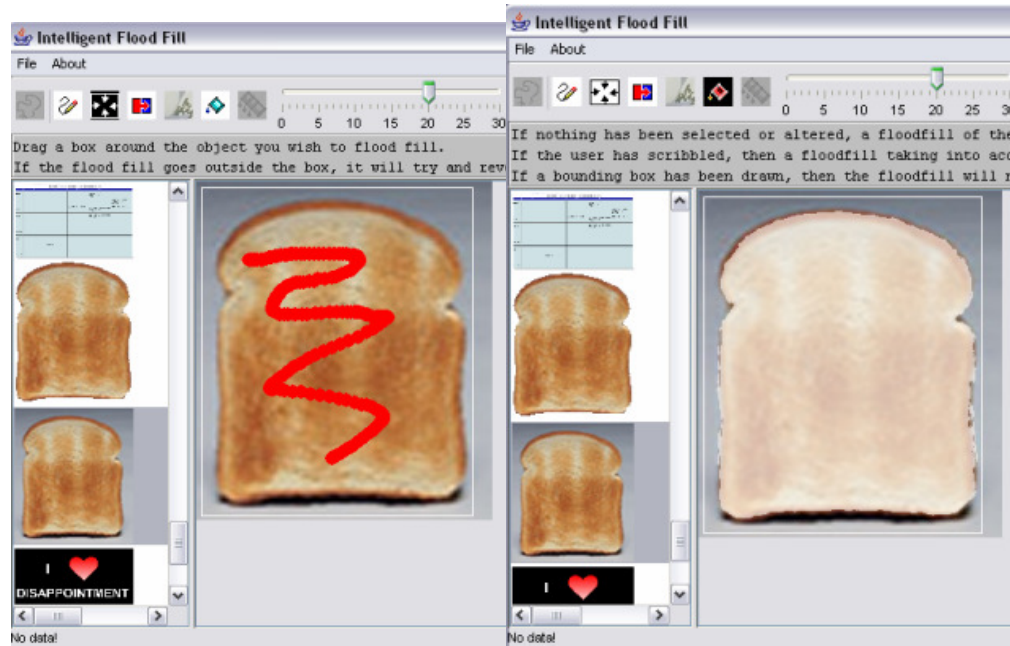 Intelligent Flood Fill
File About
0 5 10 15 20 25 30
Drag a box around the object you wish to flood fill.
If the flood fill goes outside the box, it will try and rev
I
DISAPPOINTMENT
No data!
Intelligent Flood Fill
File About
0 5 10 15 20 25 3
If nothing has been selected or altered, a floodfill of the
If the user has scribbled, then a floodfill taking into acc
If a bounding box has been drawn, then the floodfill will r
I
No data!